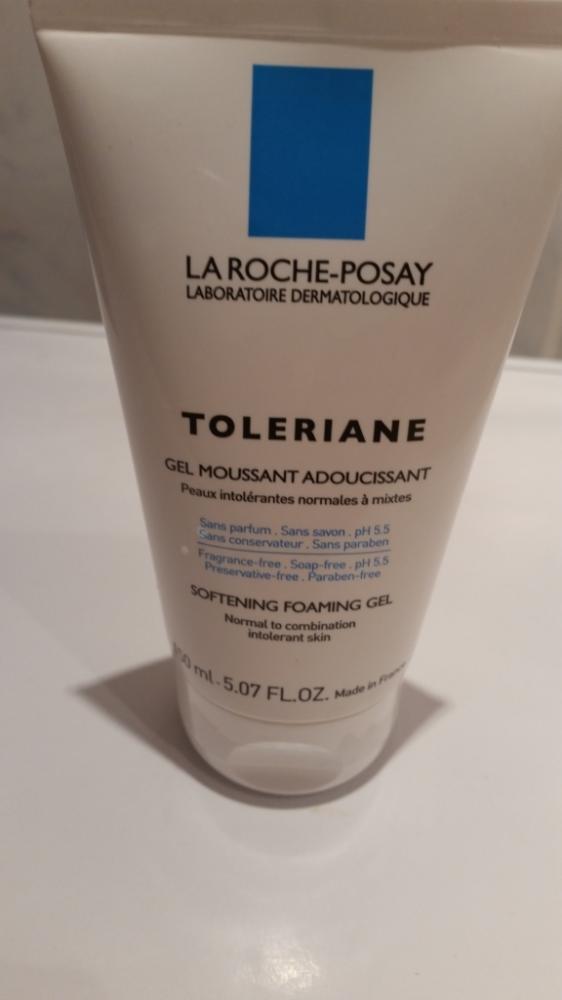 LA ROCHE-POSAY
LABORATOIRE DERMATOLOGIQUE
TOLERIANE
GEL MOUSSANT ADOUCISSANT
Peaux intolérantes normales à mixtes
Sans parfum . Sans savon . pH 5.5
Sans conservateur . Sans paraben
Fragrance-free . Soap-free . pH 5.5
Preservative-free . Paraben-free
SOFTENING FOAMING GEL
Normal to combination
intolerant skin
150 ml - 5.07 FL.OZ. Made in France